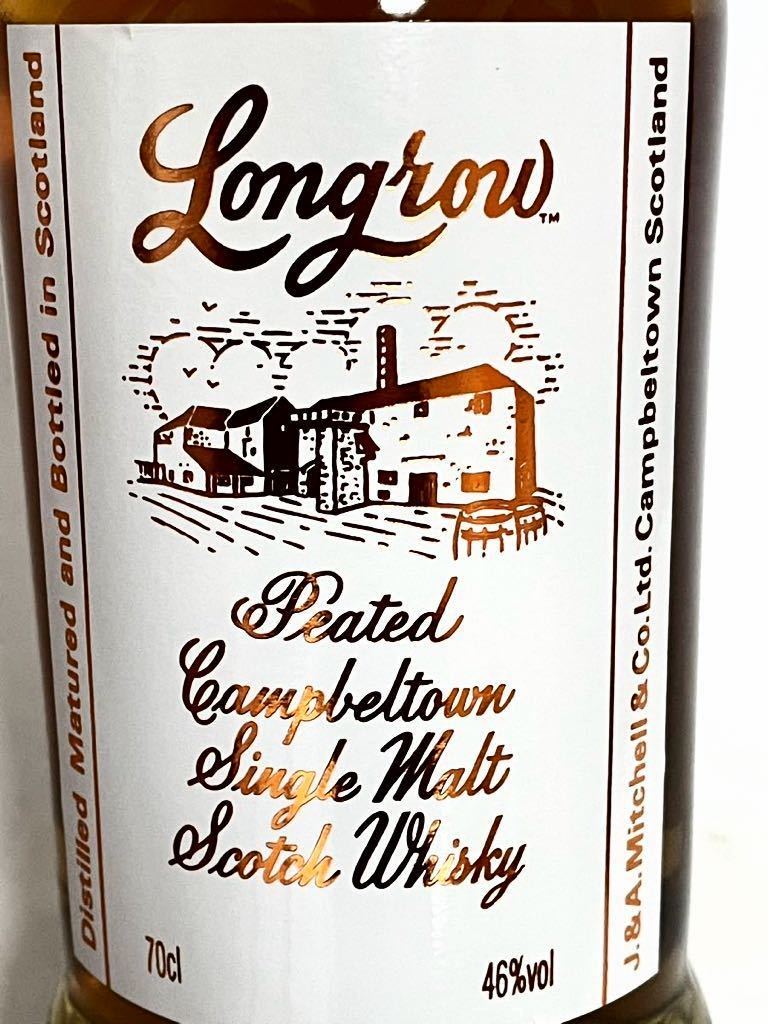 Longrow™
Peated
Campbeltown
Single Malt
Scotch Whisky
70cl
46%vol
Distilled Matured and Bottled in Scotland
J.&A.Mitchell & Co.Ltd. Campbeltown Scotland